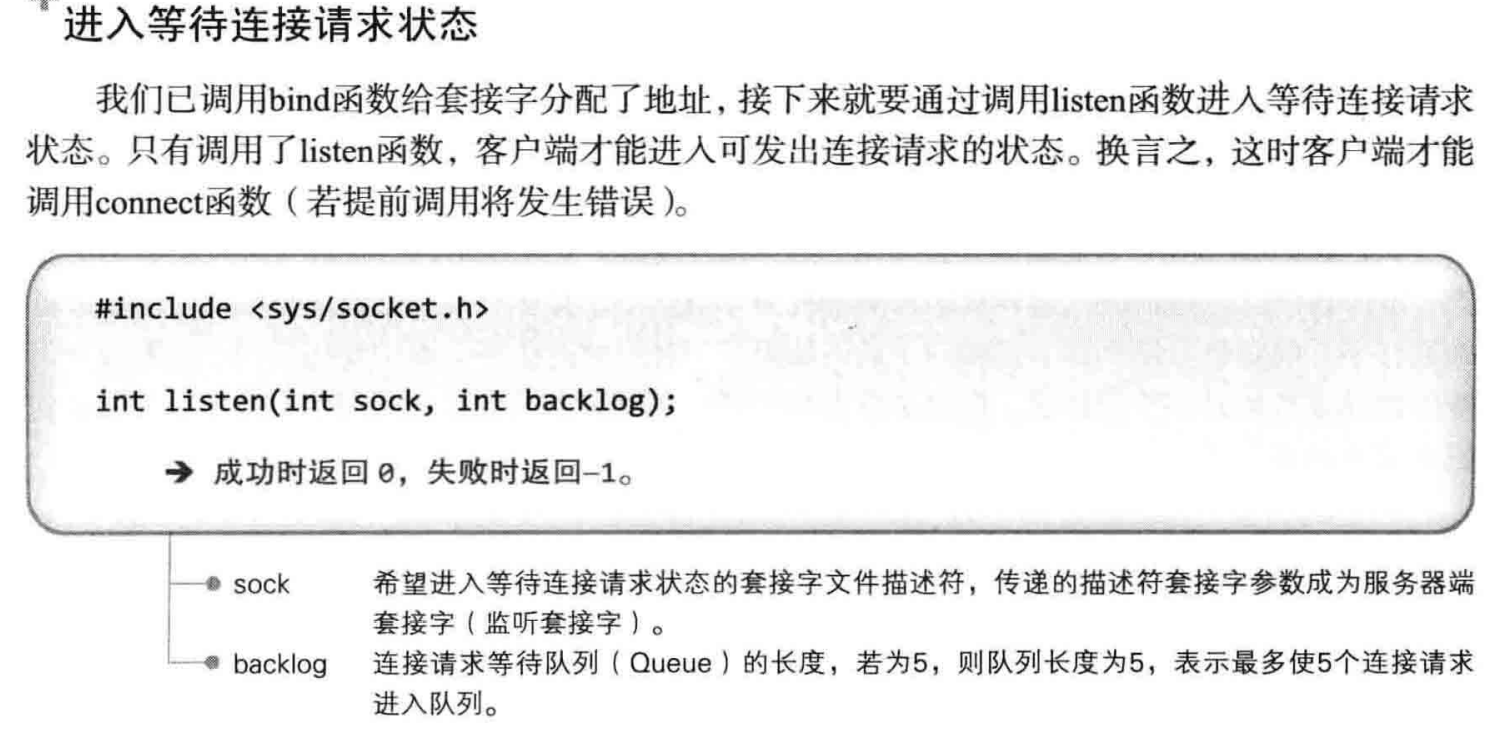 进入等待连接请求状态
我们已调用bind函数给套接字分配了地址，接下来就要通过调用listen函数进入等待连接请求
状态。只有调用了listen函数，客户端才能进入可发出连接请求的状态。换言之，这时客户端才能
调用connect函数（若提前调用将发生错误）。
#include <sys/socket.h>
int listen(int sock, int backlog);
➔ 成功时返回 0，失败时返回–1。
sock 希望进入等待连接请求状态的套接字文件描述符，传递的描述符套接字参数成为服务器端
套接字（监听套接字）。
backlog 连接请求等待队列（Queue）的长度，若为5，则队列长度为5，表示最多使5个连接请求
进入队列。